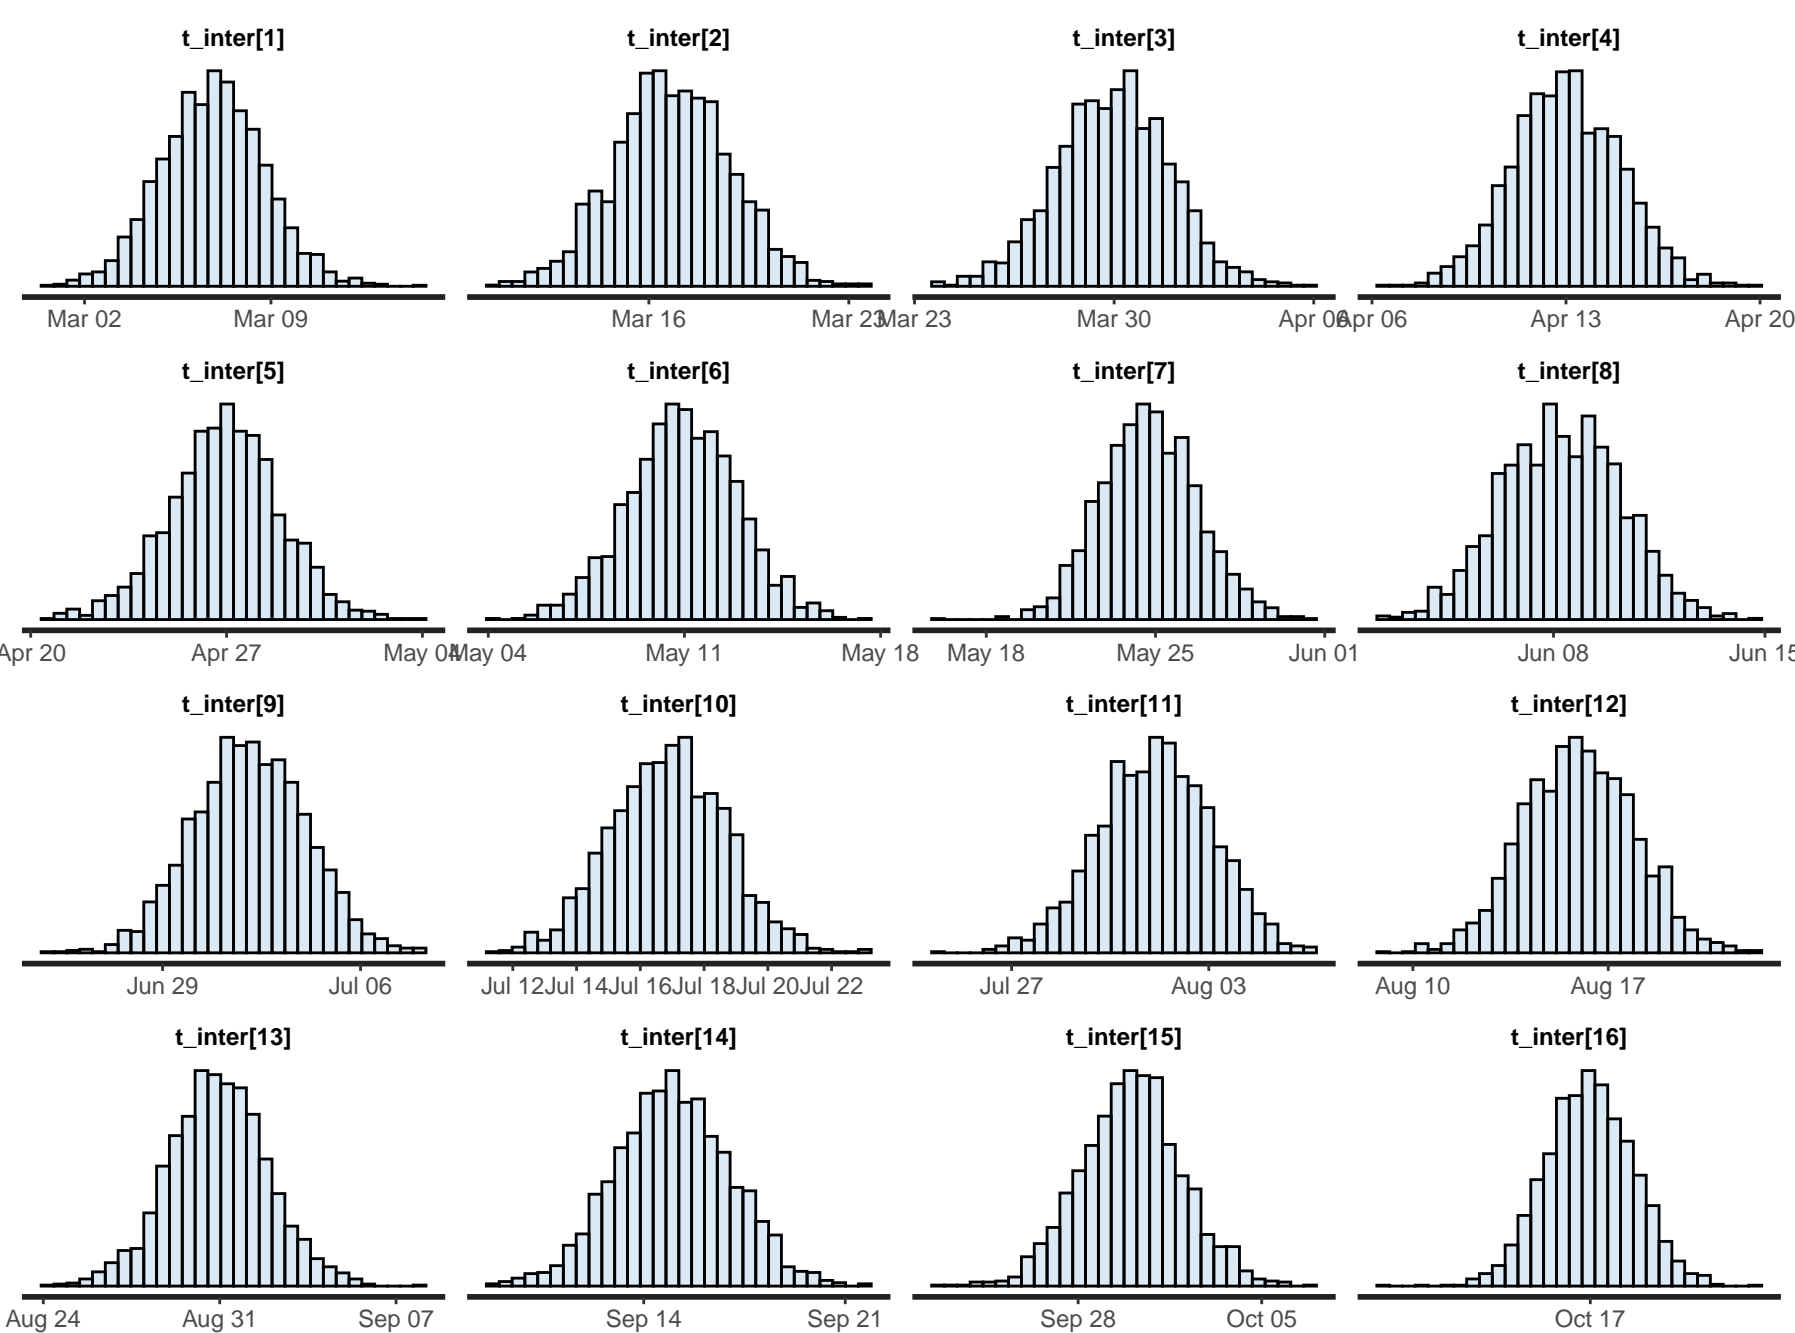 t_inter[1] t_inter[2] t_inter[3] t_inter[4]
Mar 02 Mar 09 Mar 16 Mar 23 Mar 23 Mar 30 Apr 06 Apr 06 Apr 13 Apr 20
t_inter[5] t_inter[6] t_inter[7] t_inter[8]
Apr 20 Apr 27 May 04 May 04 May 11 May 18 May 18 May 25 Jun 01 Jun 08 Jun 15
t_inter[9] t_inter[10] t_inter[11] t_inter[12]
Jun 29 Jul 06 Jul 12 Jul 14 Jul 16 Jul 18 Jul 20 Jul 22 Jul 27 Aug 03 Aug 10 Aug 17
t_inter[13] t_inter[14] t_inter[15] t_inter[16]
Aug 24 Aug 31 Sep 07 Sep 14 Sep 21 Sep 28 Oct 05 Oct 17